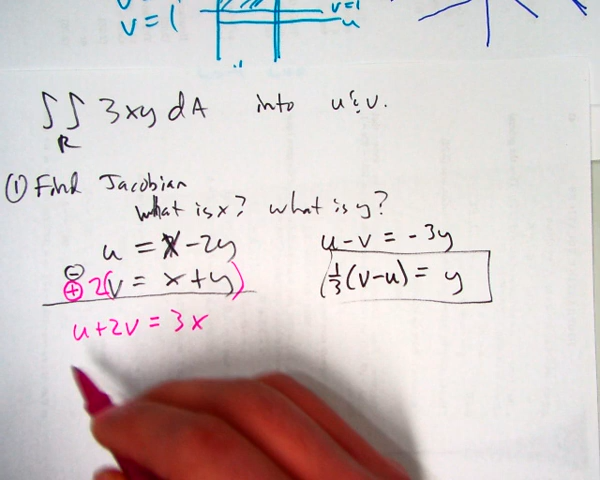 v = 1
v=1
u
∫∫ 3xy dA into u & v.
R
① Find Jacobian
What is x? what is y?
u = x - 2y
⊖
⊕ 2(v = x + y)
u + 2v = 3x
u - v = -3y
(⅓(v - u) = y